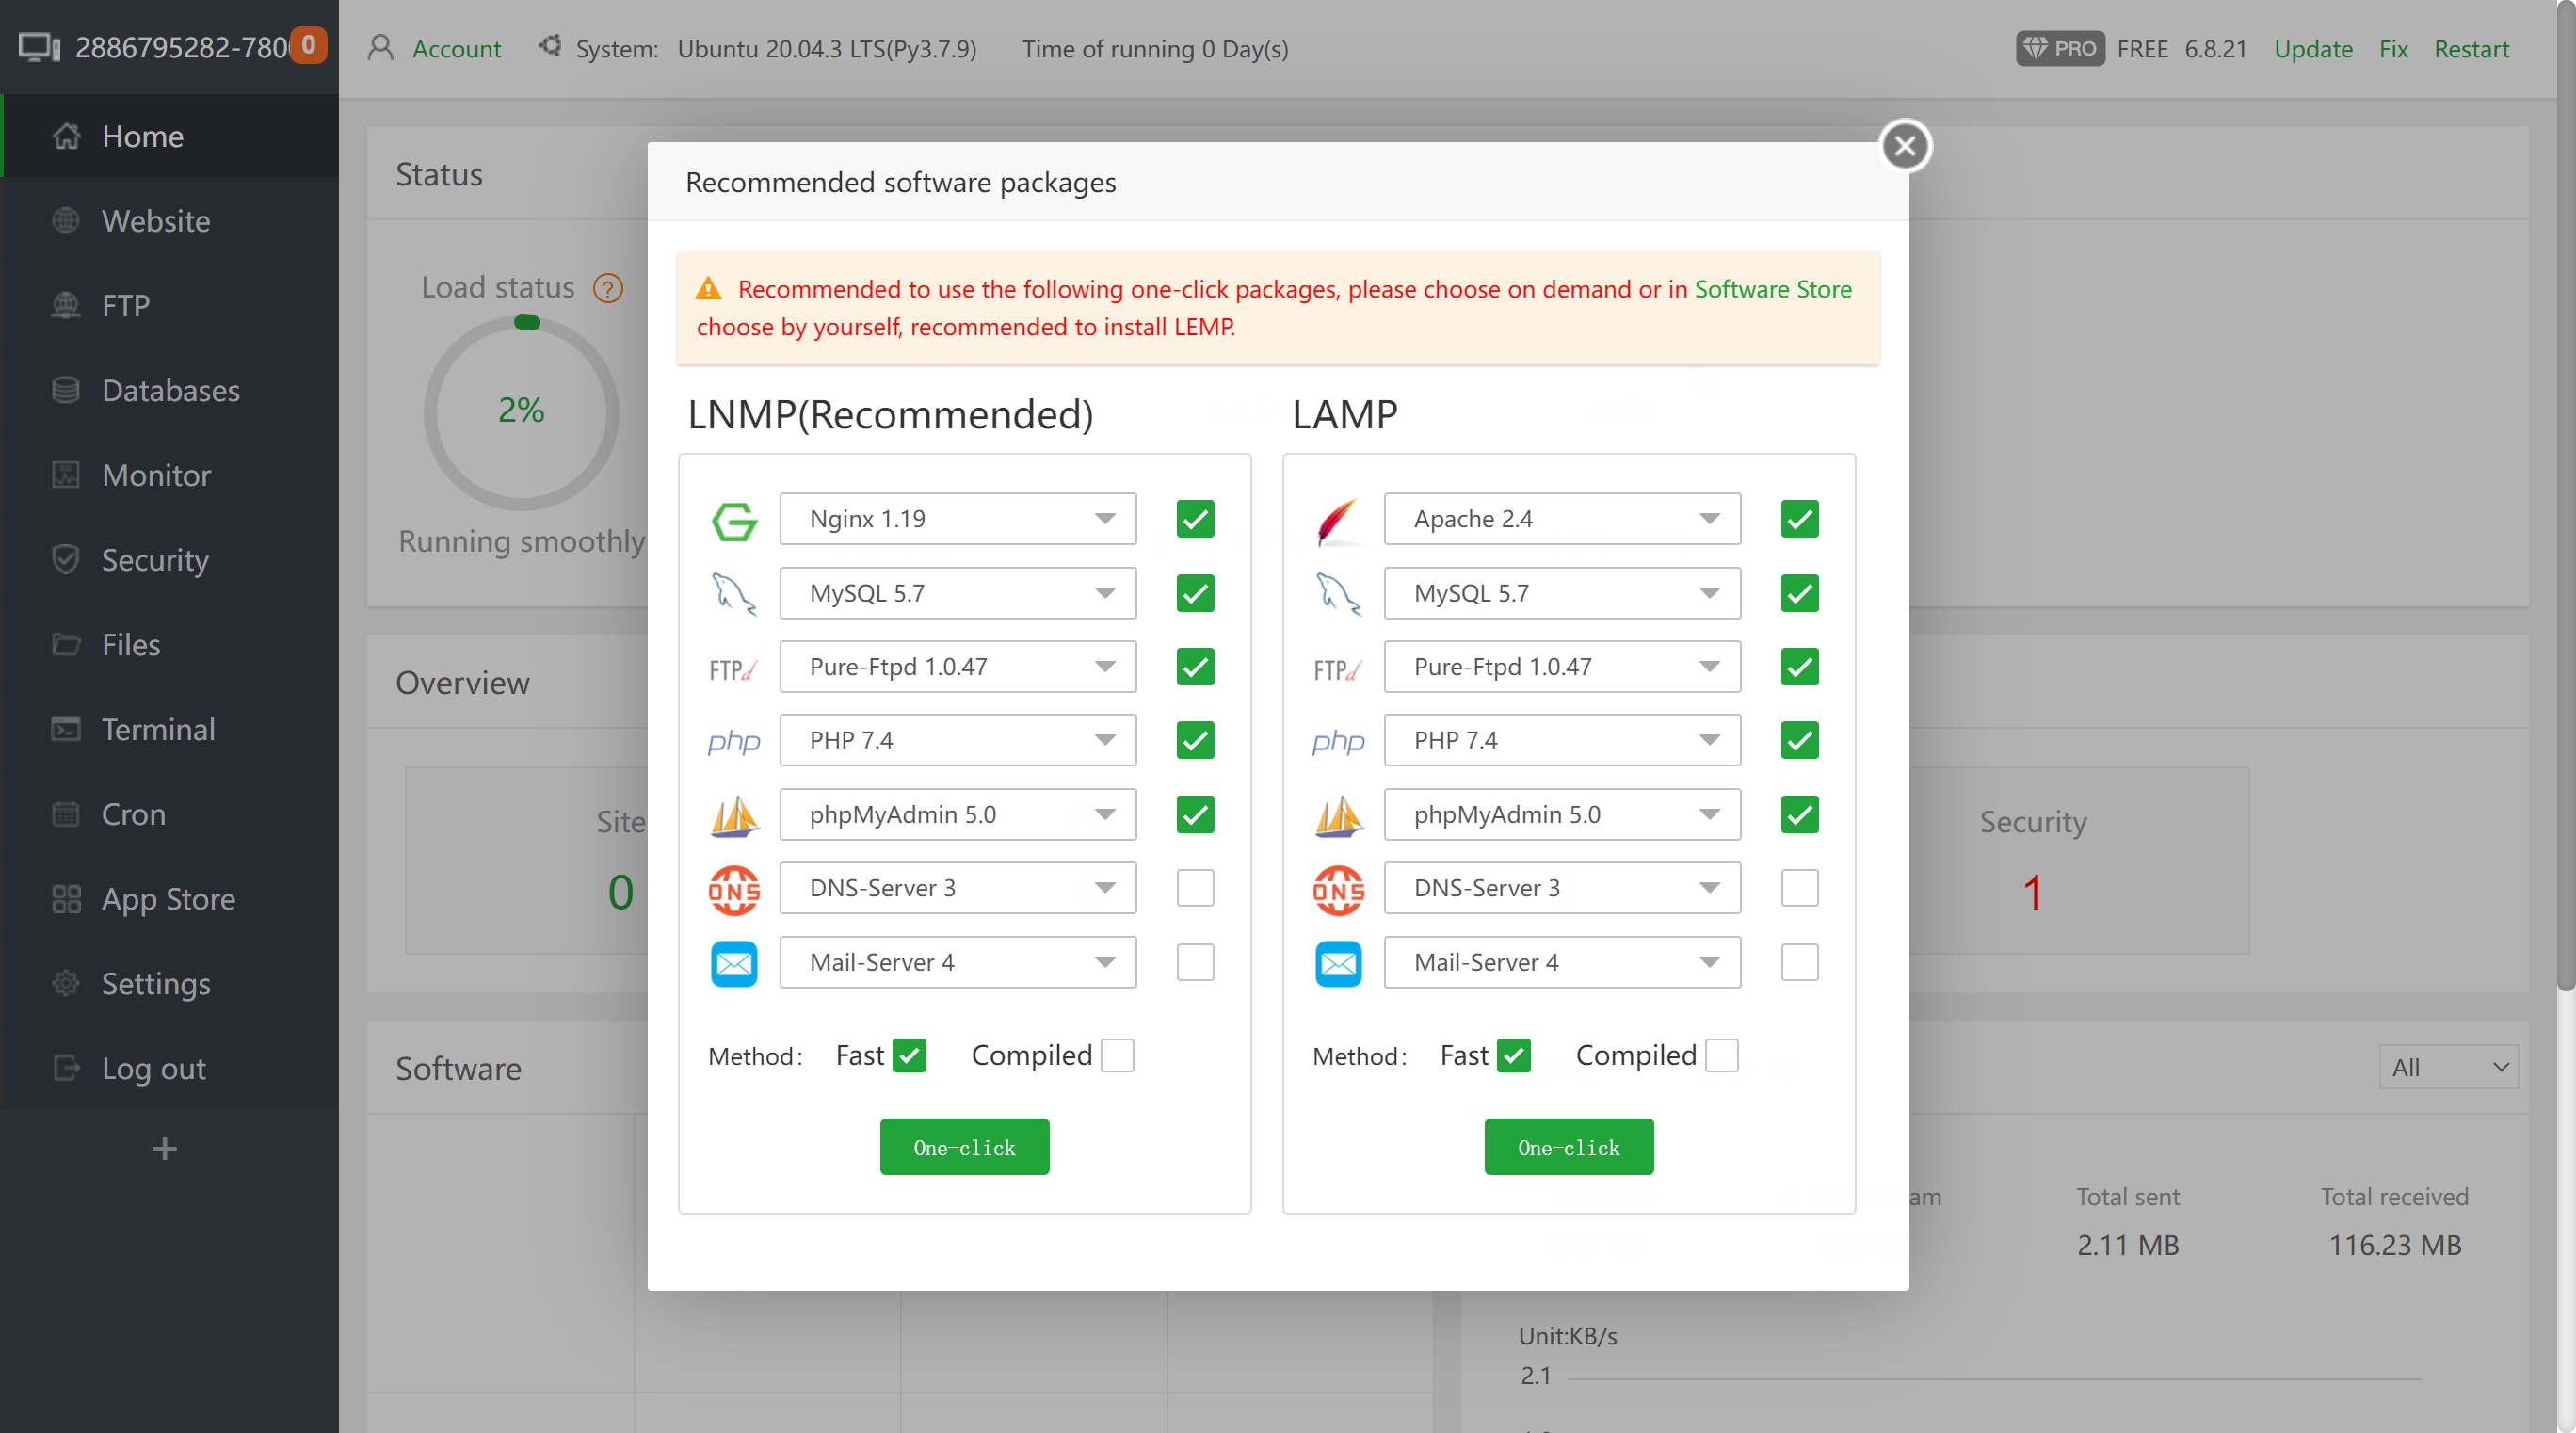 2886795282-780
0
Account
System: Ubuntu 20.04.3 LTS(Py3.7.9)
Time of running 0 Day(s)
PRO
FREE 6.8.21 Update Fix Restart
Home
Website
FTP
Databases
Monitor
Security
Files
Terminal
Cron
App Store
Settings
Log out
+
Status
Load status ?
2%
Running smoothly
Overview
Site
0
Security
1
Software
All
Total sent
2.11 MB
Total received
116.23 MB
Unit:KB/s
2.1
Recommended software packages
Recommended to use the following one-click packages, please choose on demand or in Software Store
choose by yourself, recommended to install LEMP.
LNMP(Recommended)
Nginx 1.19
MySQL 5.7
FTPd Pure-Ftpd 1.0.47
php PHP 7.4
phpMyAdmin 5.0
DNS DNS-Server 3
Mail-Server 4
Method: Fast Compiled
One-click
LAMP
Apache 2.4
MySQL 5.7
FTPd Pure-Ftpd 1.0.47
php PHP 7.4
phpMyAdmin 5.0
DNS DNS-Server 3
Mail-Server 4
Method: Fast Compiled
One-click